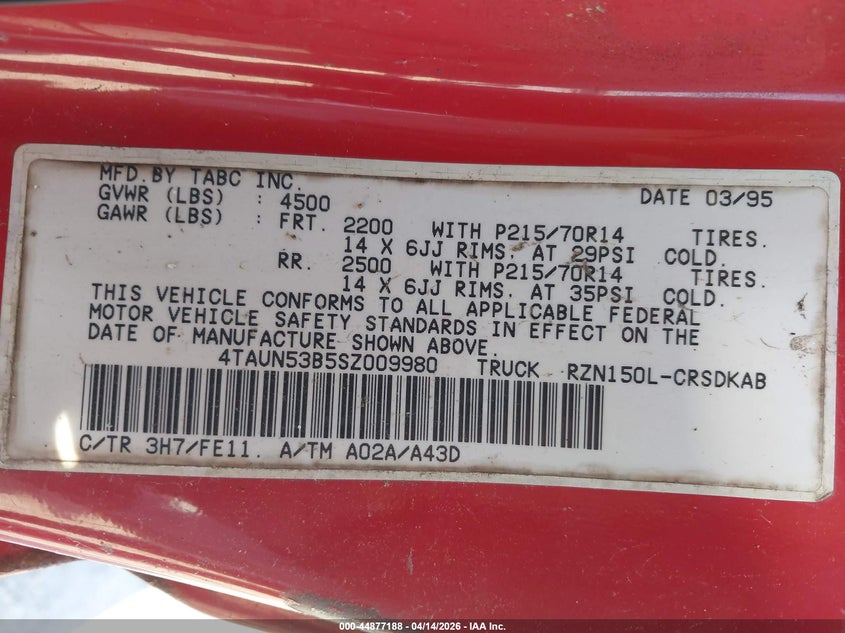 MFD.BY TABC INC. DATE 03/95
GVWR (LBS) : 4500
GAWR (LBS) : FRT. 2200 WITH P215/70R14 TIRES.
14 X 6JJ RIMS. AT 29PSI COLD.
RR. 2500 WITH P215/70R14 TIRES.
14 X 6JJ RIMS. AT 35PSI COLD.
THIS VEHICLE CONFORMS TO ALL APPLICABLE FEDERAL
MOTOR VEHICLE SAFETY STANDARDS IN EFFECT ON THE
DATE OF MANUFACTURE SHOWN ABOVE.
4TAUN53B5SZ009980 TRUCK RZN150L-CRSDKAB
C/TR 3H7/FE11. A/TM A02A/A43D
000-44877188 - 04/14/2026 - IAA Inc.